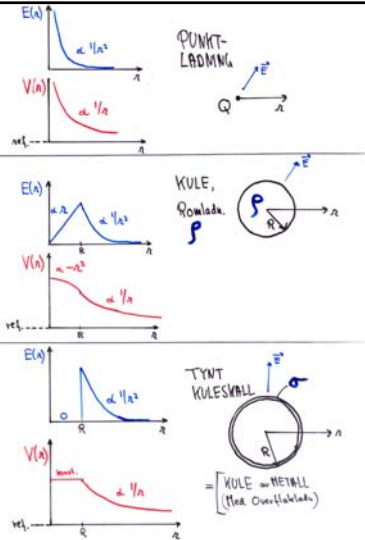 E(r)
α 1/r²
r
V(r)
α 1/r
ref.
r
PUNKT-
LADNING
E
Q
r
E(r)
α r
α 1/r²
R
r
V(r)
α -r²
α 1/r
ref.
R
r
KULE,
Romladn.
ρ
E
ρ
R
r
E(r)
0
α 1/r²
R
r
V(r)
konst.
α 1/r
ref.
R
r
TYNT
KULESKALL
E
σ
R
r
= [KULE av METALL
(Med Overflateladn.)